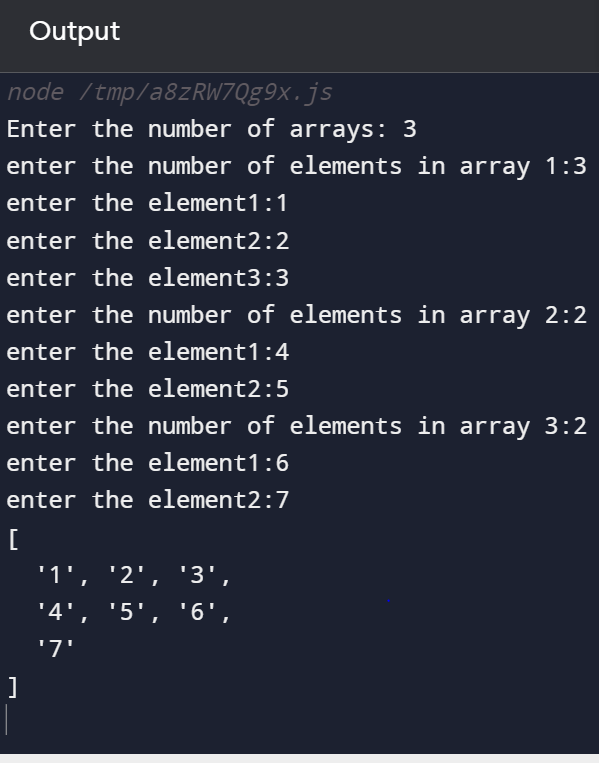 Output
node /tmp/a8zRW7Qg9x.js
Enter the number of arrays: 3
enter the number of elements in array 1:3
enter the element1:1
enter the element2:2
enter the element3:3
enter the number of elements in array 2:2
enter the element1:4
enter the element2:5
enter the number of elements in array 3:2
enter the element1:6
enter the element2:7
[
  '1', '2', '3',
  '4', '5', '6',
  '7'
]